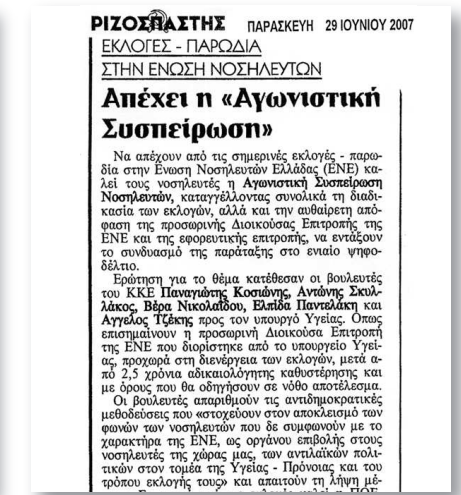 ΡΙΖΟΣΠΑΣΤΗΣ ΠΑΡΑΣΚΕΥΗ 29 ΙΟΥΝΙΟΥ 2007
ΕΚΛΟΓΕΣ - ΠΑΡΩΔΙΑ
ΣΤΗΝ ΕΝΩΣΗ ΝΟΣΗΛΕΥΤΩΝ
Απέχει η «Αγωνιστική
Συσπείρωση»
Να απέχουν από τις σημερινές εκλογές - παρω-
δία στην Ενωση Νοσηλευτών Ελλάδας (ΕΝΕ) κα-
λεί τους νοσηλευτές η Αγωνιστική Συσπείρωση
Νοσηλευτών, καταγγέλλοντας συνολικά τη διαδι-
κασία των εκλογών, αλλά και την αυθαίρετη από-
φαση της προσωρινής Διοικούσας Επιτροπής της
ΕΝΕ και της εφορευτικής επιτροπής, να εντάξουν
το συνδυασμό της παράταξης στο ενιαίο ψηφο-
δέλτιο.
Ερώτηση για το θέμα κατέθεσαν οι βουλευτές
του ΚΚΕ Παναγιώτης Κοσιώνης, Αντώνης Σκυλ-
λάκος, Βέρα Νικολαΐδου, Ελπίδα Παντελάκη και
Αγγελος Τζέκης προς τον υπουργό Υγείας. Οπως
επισημαίνουν η προσωρινή Διοικούσα Επιτροπή
της ΕΝΕ που διορίστηκε από το υπουργείο Υγεί-
ας, προχωρά στη διενέργεια των εκλογών, μετά α-
πό 2,5 χρόνια αδικαιολόγητης καθυστέρησης και
με όρους που θα οδηγήσουν σε νόθο αποτέλεσμα.
Οι βουλευτές απαριθμούν τις αντιδημοκρατικές
μεθοδεύσεις που «στοχεύουν στον αποκλεισμό των
φωνών των νοσηλευτών που δε συμφωνούν με το
χαρακτήρα της ΕΝΕ, ως οργάνου επιβολής στους
νοσηλευτές της χώρας μας, των αντιλαϊκών πολι-
τικών στον τομέα της Υγείας - Πρόνοιας και του
τρόπου εκλογής τους» και απαιτούν τη λήψη μέ-